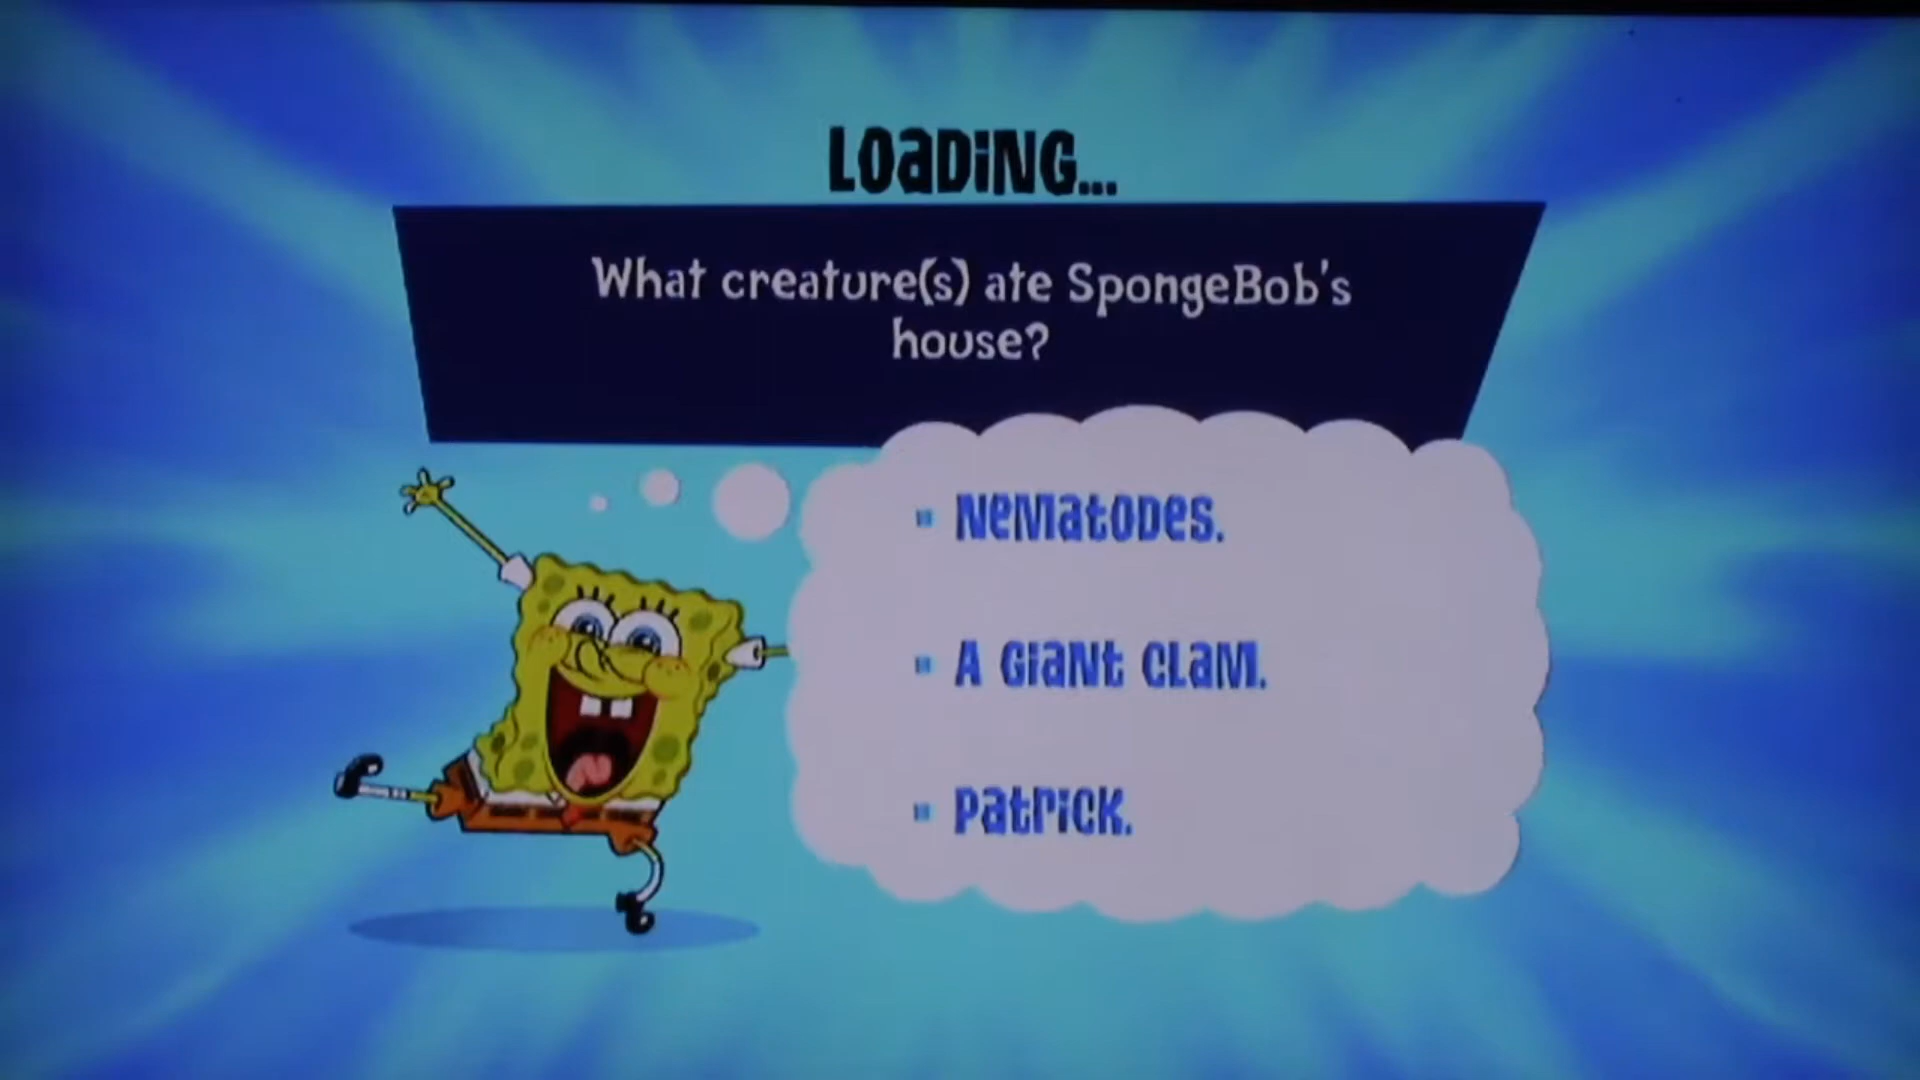 LOADING...
What creature(s) ate SpongeBob's
house?
Nematodes.
A Giant Clam.
Patrick.